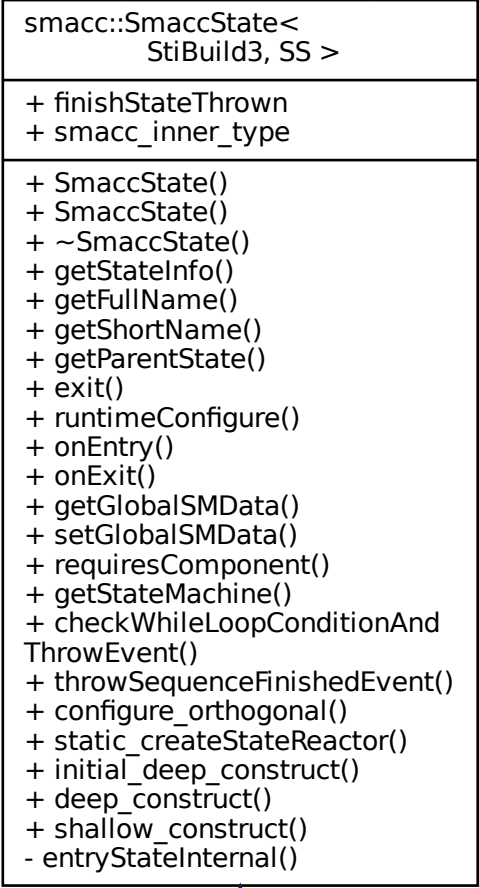 smacc::SmaccState<
StiBuild3, SS >
+ finishStateThrown
+ smacc_inner_type
+ SmaccState()
+ SmaccState()
+ ~SmaccState()
+ getStateInfo()
+ getFullName()
+ getShortName()
+ getParentState()
+ exit()
+ runtimeConfigure()
+ onEntry()
+ onExit()
+ getGlobalSMData()
+ setGlobalSMData()
+ requiresComponent()
+ getStateMachine()
+ checkWhileLoopConditionAnd
ThrowEvent()
+ throwSequenceFinishedEvent()
+ configure_orthogonal()
+ static_createStateReactor()
+ initial_deep_construct()
+ deep_construct()
+ shallow_construct()
- entryStateInternal()